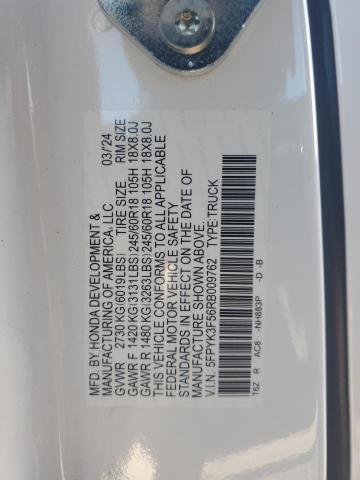 MFD. BY HONDA DEVELOPMENT &
MANUFACTURING OF AMERICA, LLC 03/'24
GVWR 2730 KG(6019LBS) TIRE SIZE RIM SIZE
GAWR F 1420 KG(3131LBS)245/60R18 105H 18X8.0J
GAWR R 1480 KG(3263LBS)245/60R18 105H 18X8.0J
THIS VEHICLE CONFORMS TO ALL APPLICABLE
FEDERAL MOTOR VEHICLE SAFETY
STANDARDS IN EFFECT ON THE DATE OF
MANUFACTURE SHOWN ABOVE.
V.I.N.: 5FPYK3F56RB009762 TYPE:TRUCK
T6Z R AC8 -NH883P -D -B